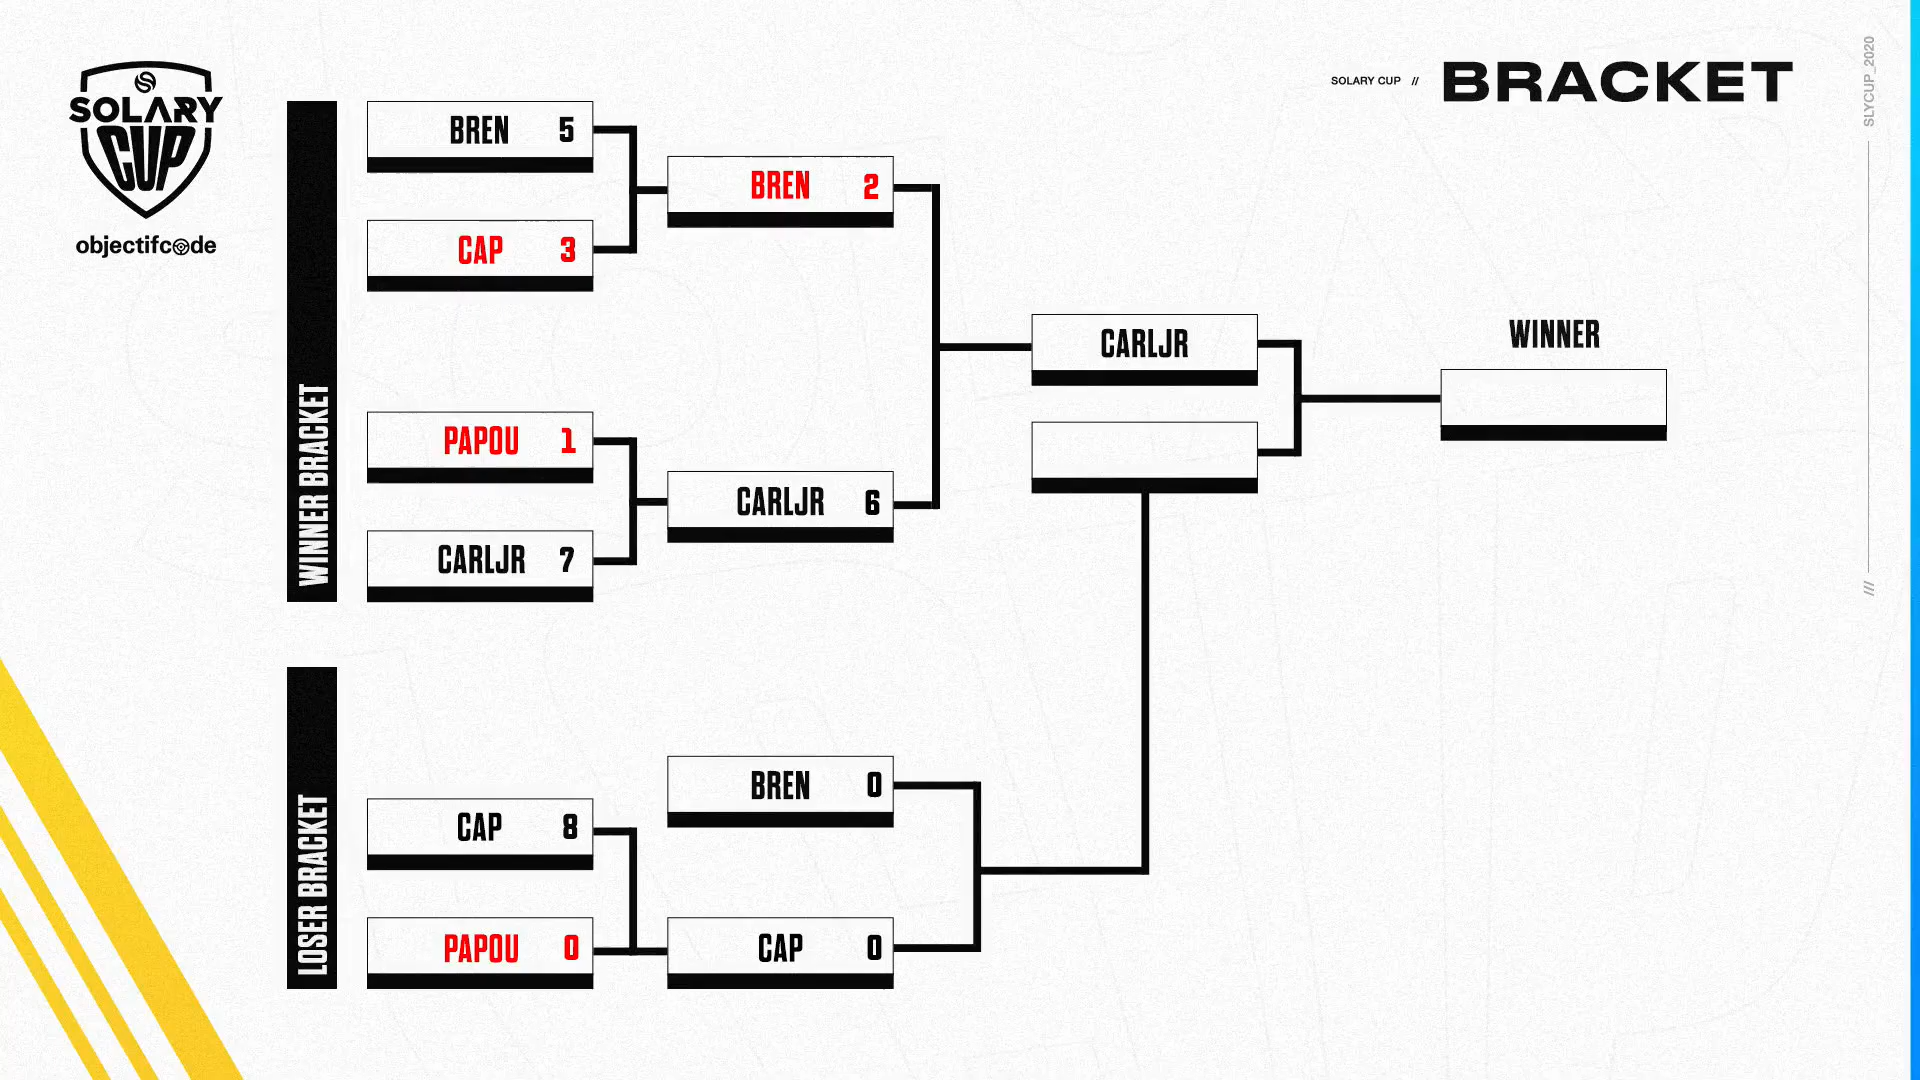 SOLARY
CUP
objectifcode
SOLARY CUP // BRACKET
SLYCUP_2020
///
WINNER BRACKET
BREN 5
CAP 3
BREN 2
PAPOU 1
CARLJR 7
CARLJR 6
CARLJR
WINNER
LOSER BRACKET
CAP 8
PAPOU 0
BREN 0
CAP 0